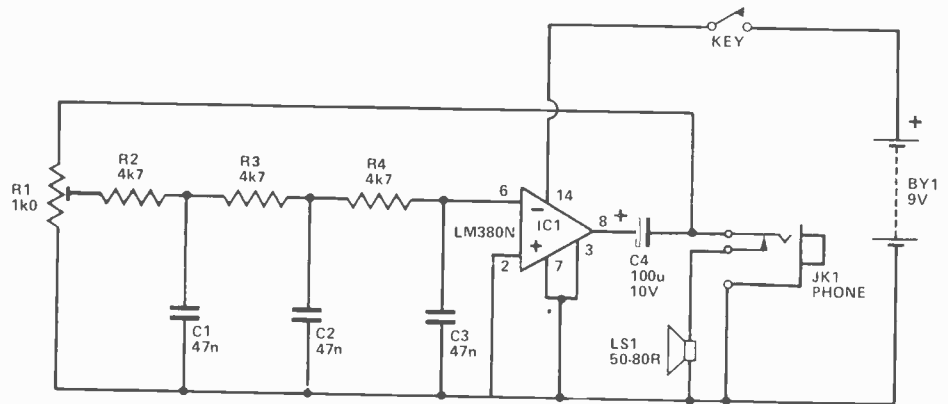 KEY
+
BY1
9V
R1
1k0
R2
4k7
R3
4k7
R4
4k7
6
14
−
IC1
LM380N
+
2
7
3
8
+
C4
100u
10V
JK1
PHONE
LS1
50-80R
C1
47n
C2
47n
C3
47n